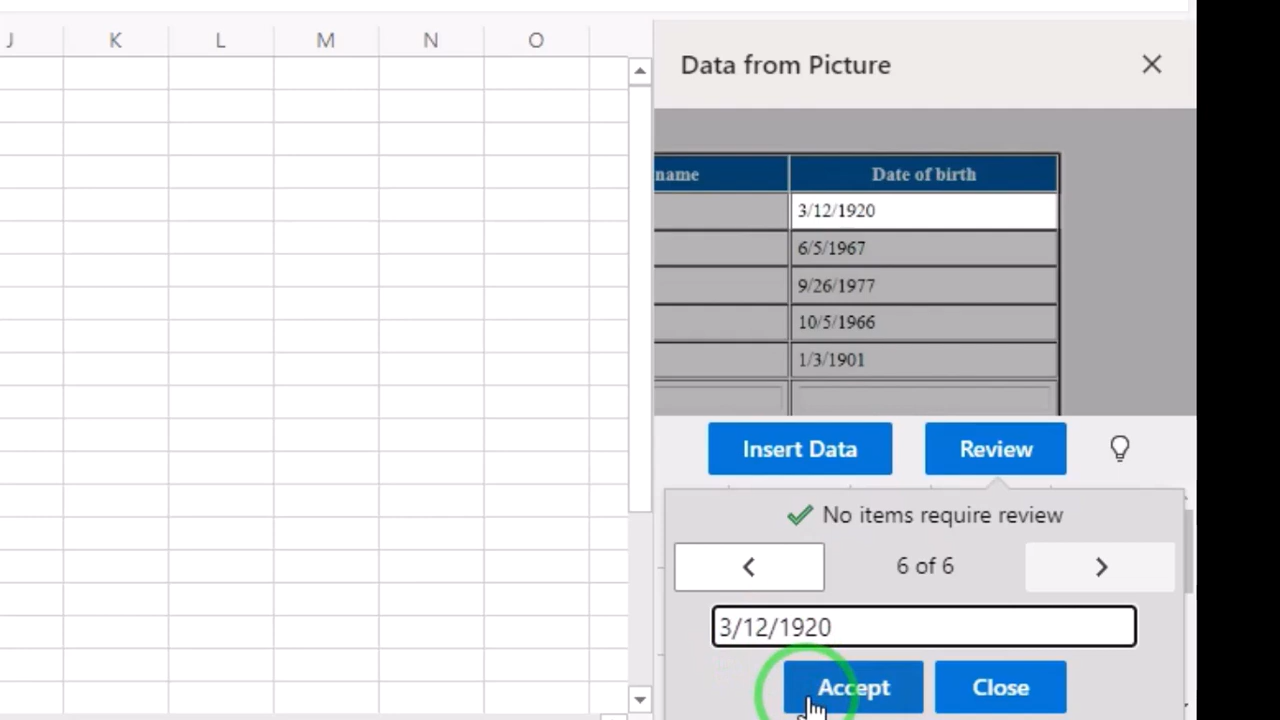 J K L M N O
Data from Picture
name Date of birth
3/12/1920
6/5/1967
9/26/1977
10/5/1966
1/3/1901
Insert Data Review
No items require review
6 of 6
3/12/1920
Accept Close